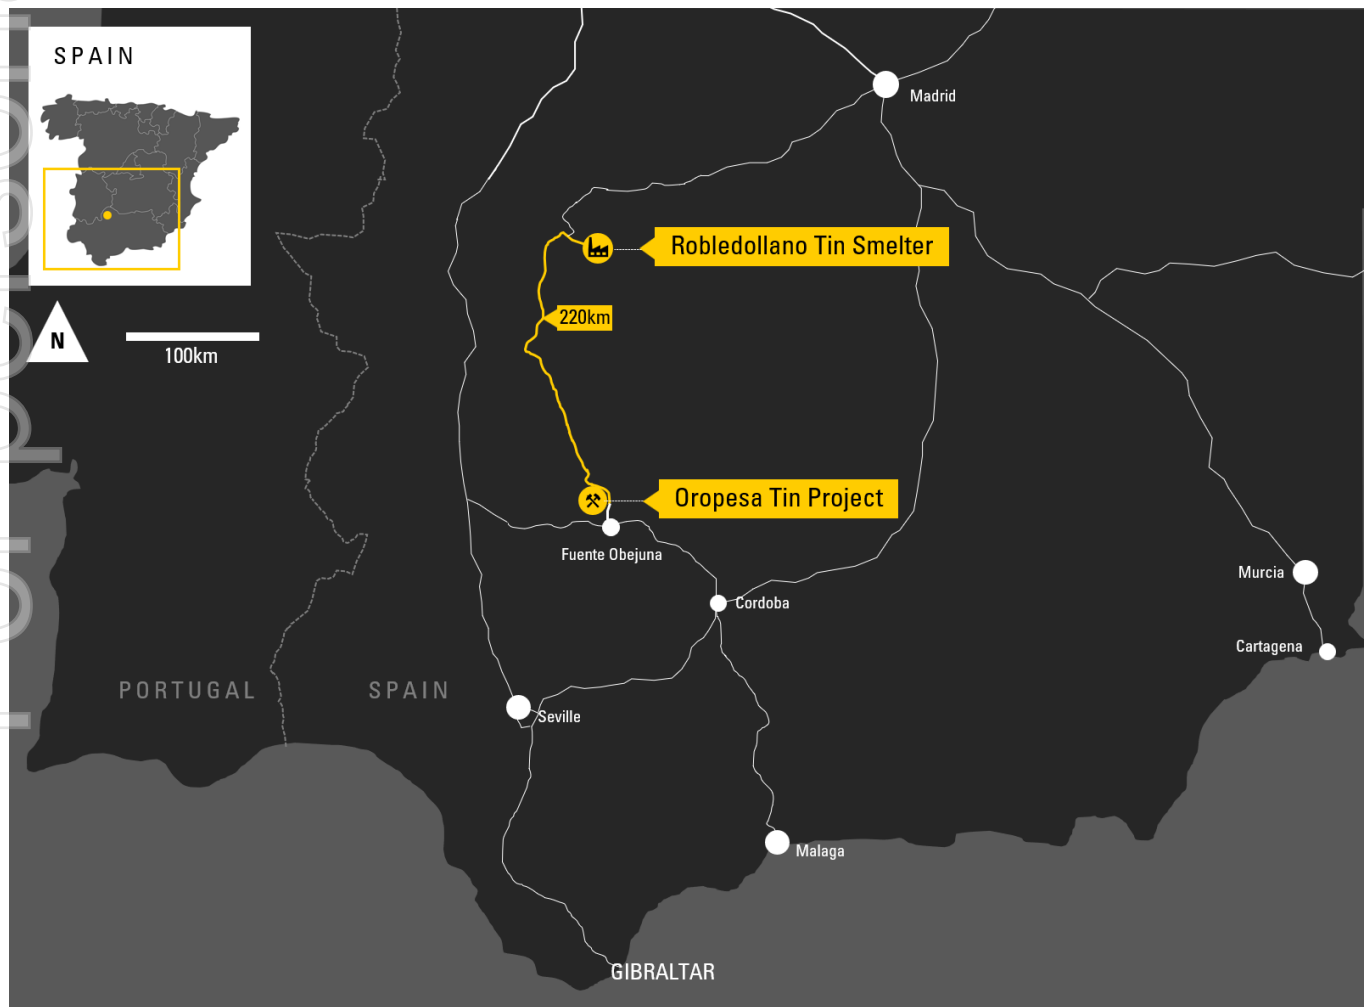 SPAIN
Madrid
Robledollano Tin Smelter
220km
N
100km
Oropesa Tin Project
Fuente Obejuna
Murcia
Cordoba
Cartagena
PORTUGAL
SPAIN
Seville
Malaga
GIBRALTAR